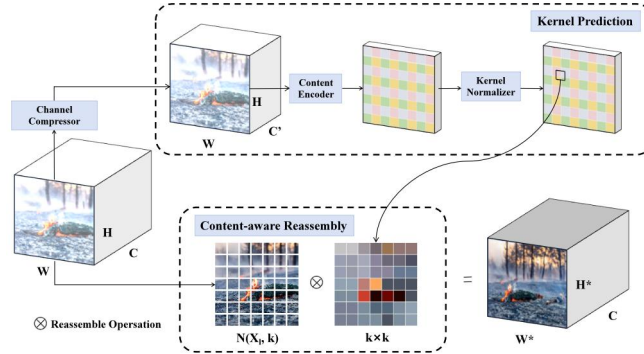 Kernel Prediction
H
Content
Encoder
Kernel
Normalizer
Channel
Compressor
C'
W
H
Content-aware Reassembly
W
C
H*
⊗
=
⊗ Reassemble Opersation
N(Xₗ, k)
k×k
C
W*